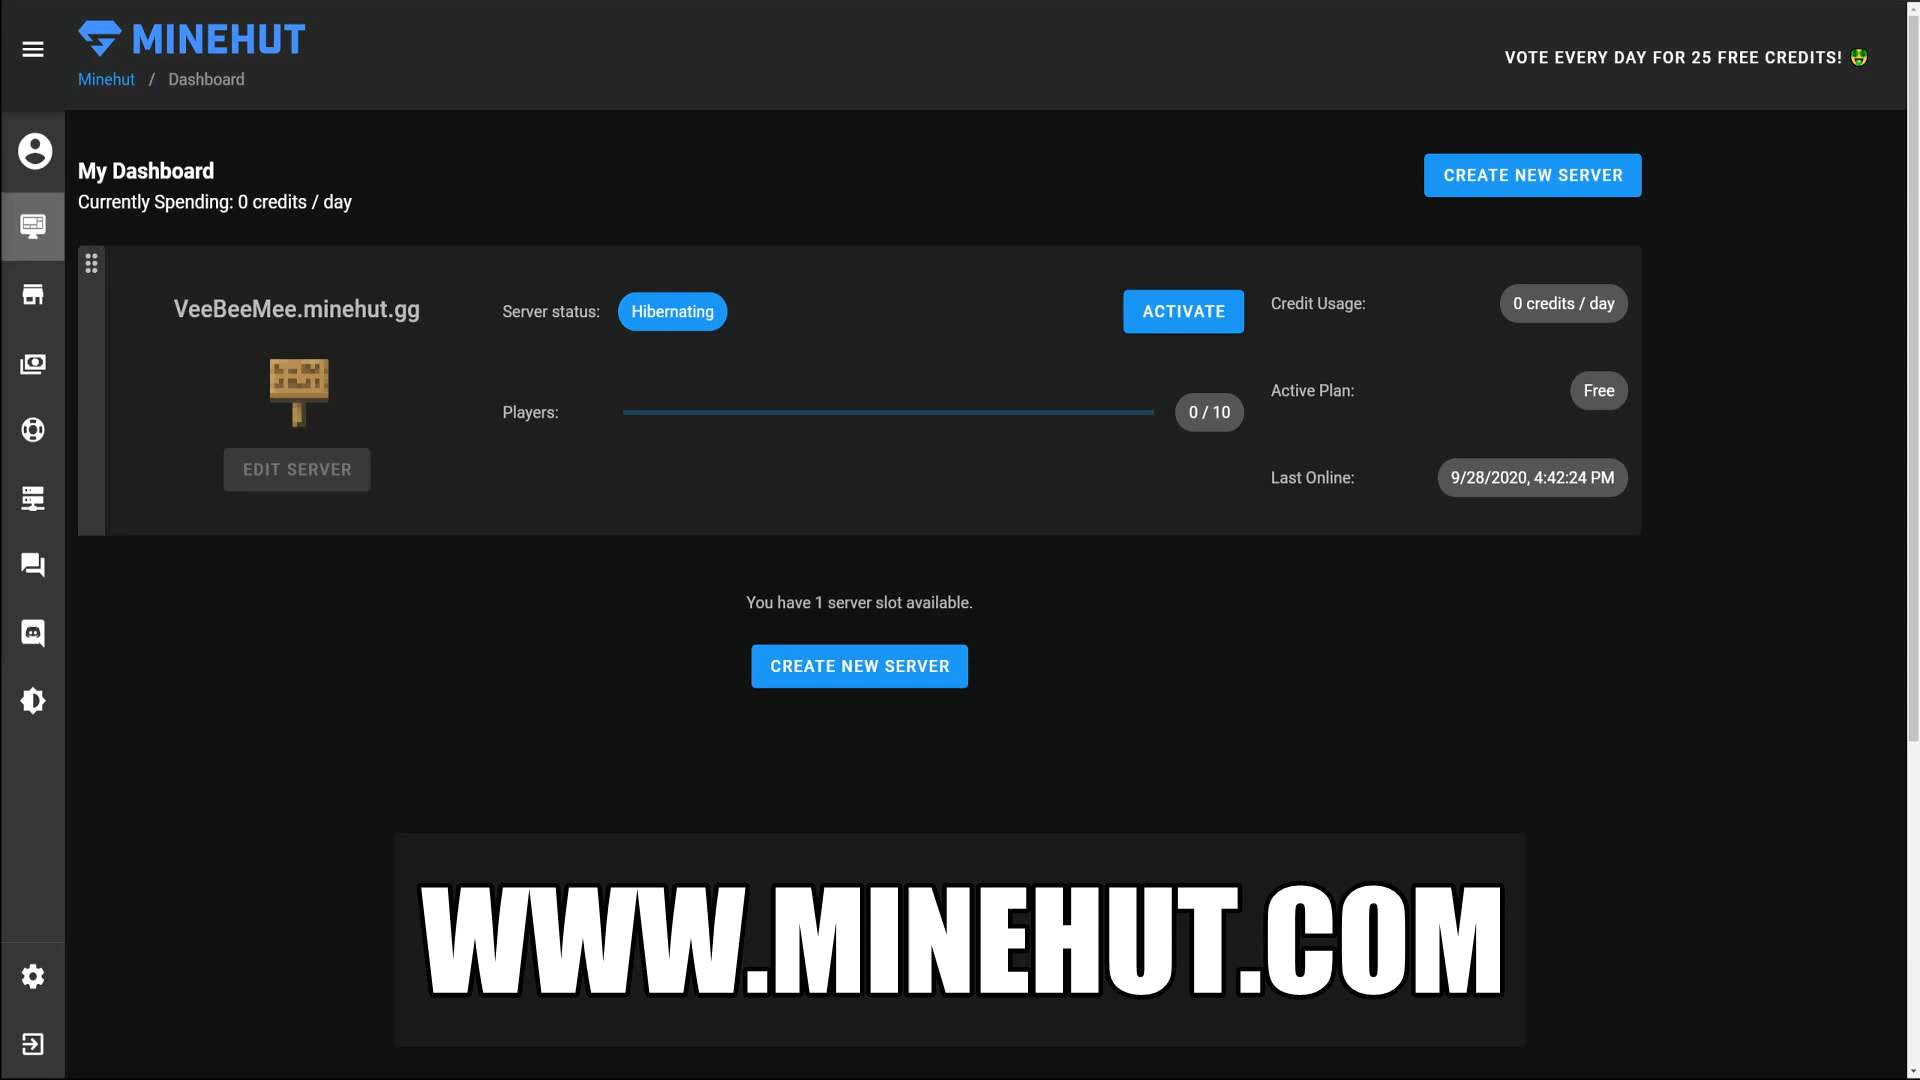 MINEHUT
Minehut / Dashboard
VOTE EVERY DAY FOR 25 FREE CREDITS!
My Dashboard
Currently Spending: 0 credits / day
CREATE NEW SERVER
VeeBeeMee.minehut.gg
EDIT SERVER
Server status: Hibernating
ACTIVATE
Players: 0 / 10
Credit Usage: 0 credits / day
Active Plan: Free
Last Online: 9/28/2020, 4:42:24 PM
You have 1 server slot available.
CREATE NEW SERVER
WWW.MINEHUT.COM